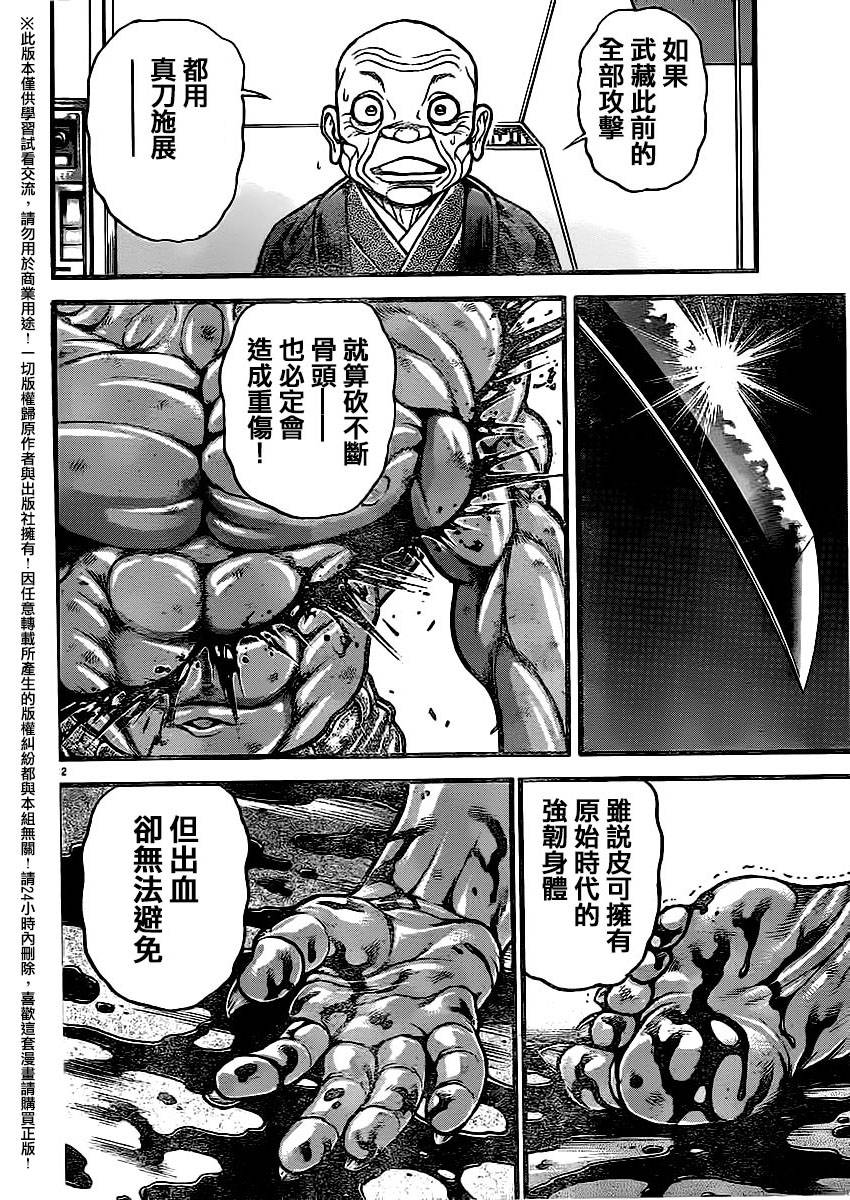 如果
武藏此前的
全部攻擊
都用
真刀施展
——
就算砍不斷
骨頭——
也必定會
造成重傷！
雖説皮可擁有
原始時代的
強韌身體
但出血
卻無法避免
2
※此版本僅供學習試看交流，請勿用於商業用途！一切版權歸原作者與出版社擁有！因任意轉載所產生的版權糾紛都與本組無關！請24小時內刪除，喜歡這套漫畫請購買正版！